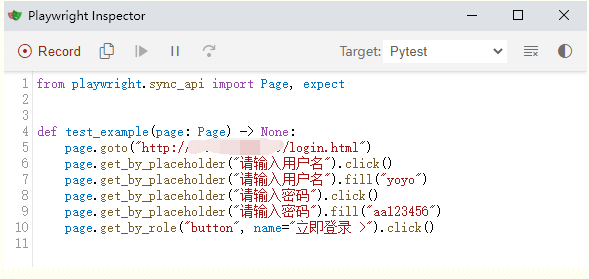 Playwright Inspector
Record
Target: Pytest
1 from playwright.sync_api import Page, expect
2
3
4 def test_example(page: Page) -> None:
5     page.goto("http://        /login.html")
6     page.get_by_placeholder("请输入用户名").click()
7     page.get_by_placeholder("请输入用户名").fill("yoyo")
8     page.get_by_placeholder("请输入密码").click()
9     page.get_by_placeholder("请输入密码").fill("aa123456")
10     page.get_by_role("button", name="立即登录 >").click()
11